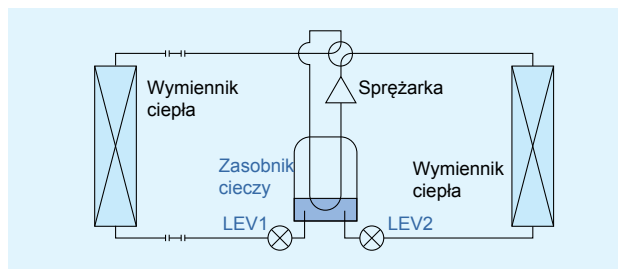 Wymiennik
ciepła
Sprężarka
Zasobnik
cieczy
Wymiennik
ciepła
LEV1
LEV2